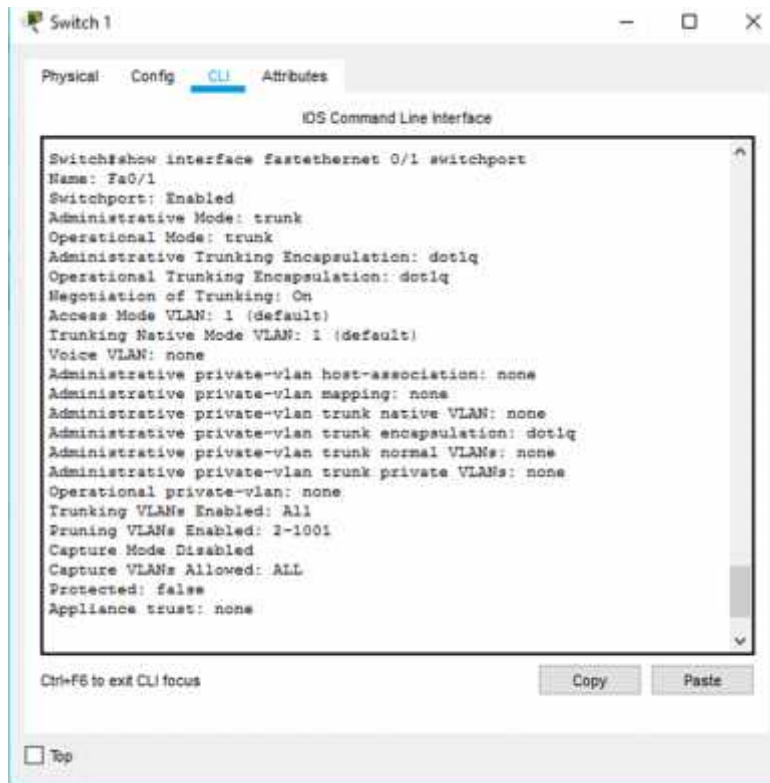 Switch 1
Physical Config CLI Attributes
IOS Command Line Interface
Switch#show interface fastethernet 0/1 switchport
Name: Fa0/1
Switchport: Enabled
Administrative Mode: trunk
Operational Mode: trunk
Administrative Trunking Encapsulation: dot1q
Operational Trunking Encapsulation: dot1q
Negotiation of Trunking: On
Access Mode VLAN: 1 (default)
Trunking Native Mode VLAN: 1 (default)
Voice VLAN: none
Administrative private-vlan host-association: none
Administrative private-vlan mapping: none
Administrative private-vlan trunk native VLAN: none
Administrative private-vlan trunk encapsulation: dot1q
Administrative private-vlan trunk normal VLANs: none
Administrative private-vlan trunk private VLANs: none
Operational private-vlan: none
Trunking VLANs Enabled: All
Pruning VLANs Enabled: 2-1001
Capture Mode Disabled
Capture VLANs Allowed: ALL
Protected: false
Appliance trust: none
Ctrl+F6 to exit CLI focus
Copy Paste
Top